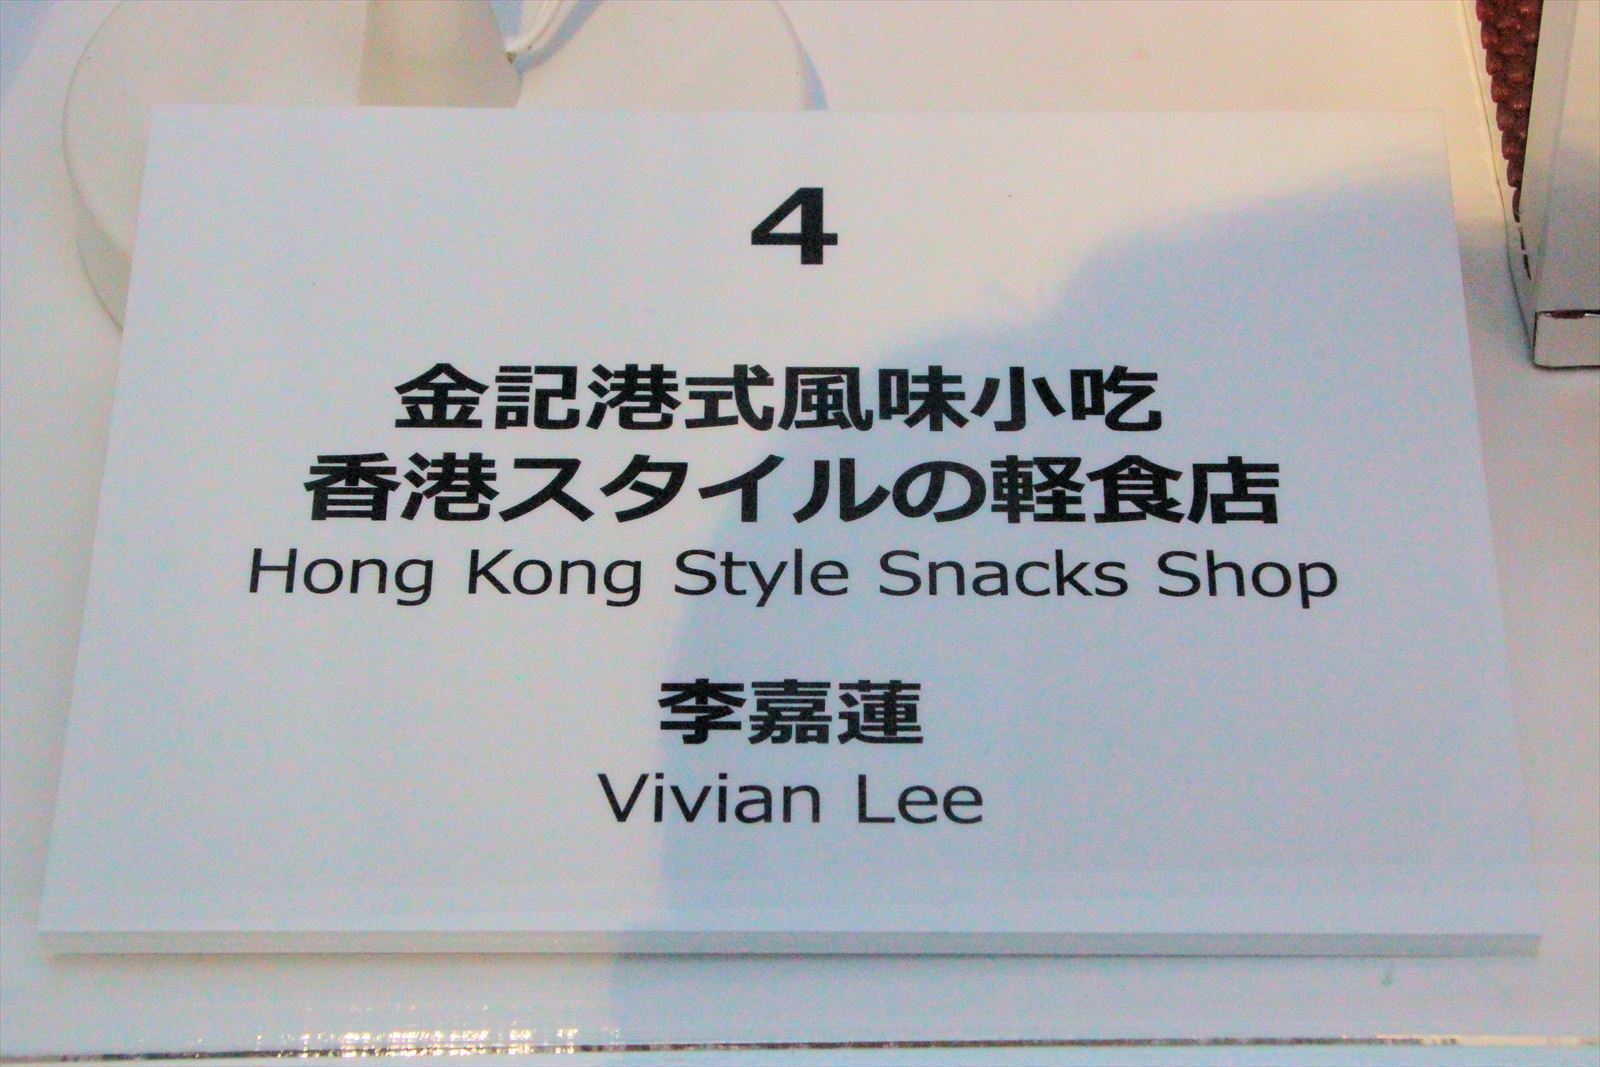 4
金記港式風味小吃
香港スタイルの軽食店
Hong Kong Style Snacks Shop
李嘉蓮
Vivian Lee